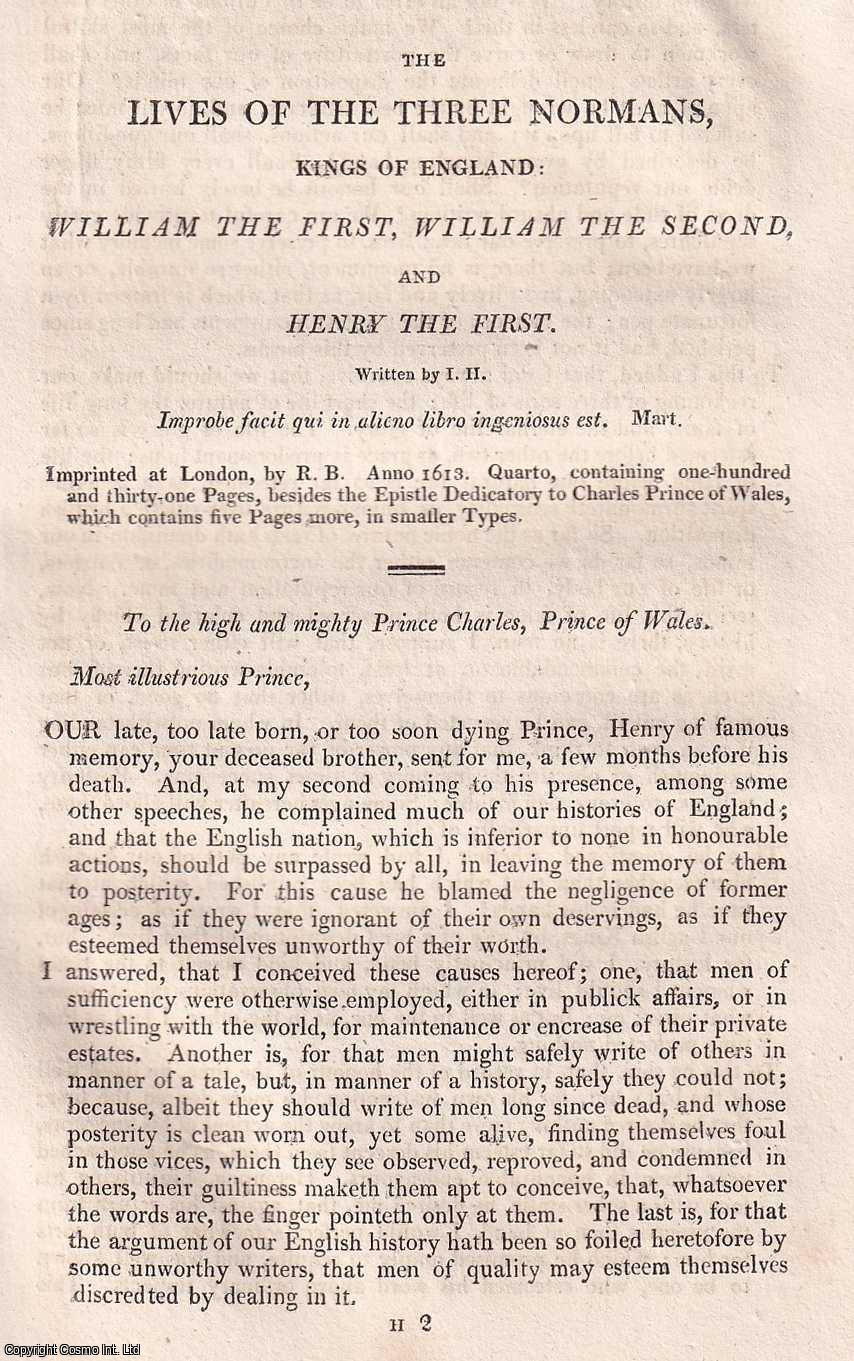 THE
LIVES OF THE THREE NORMANS,
KINGS OF ENGLAND:
WILLIAM THE FIRST, WILLIAM THE SECOND,
AND
HENRY THE FIRST.
Written by I. H.
Improbe facit qui in alieno libro ingeniosus est. Mart.
Imprinted at London, by R. B. Anno 1613. Quarto, containing one-hundred
and thirty-one Pages, besides the Epistle Dedicatory to Charles Prince of Wales,
which contains five Pages more, in smaller Types.
To the high and mighty Prince Charles, Prince of Wales.
Most illustrious Prince,
OUR late, too late born, or too soon dying Prince, Henry of famous
memory, your deceased brother, sent for me, a few months before his
death. And, at my second coming to his presence, among some
other speeches, he complained much of our histories of England;
and that the English nation, which is inferior to none in honourable
actions, should be surpassed by all, in leaving the memory of them
to posterity. For this cause he blamed the negligence of former
ages; as if they were ignorant of their own deservings, as if they
esteemed themselves unworthy of their worth.
I answered, that I conceived these causes hereof; one, that men of
sufficiency were otherwise employed, either in publick affairs, or in
wrestling with the world, for maintenance or encrease of their private
estates. Another is, for that men might safely write of others in
manner of a tale, but, in manner of a history, safely they could not;
because, albeit they should write of men long since dead, and whose
posterity is clean worn out, yet some alive, finding themselves foul
in those vices, which they see observed, reproved, and condemned in
others, their guiltiness maketh them apt to conceive, that, whatsoever
the words are, the finger pointeth only at them. The last is, for that
the argument of our English history hath been so foiled heretofore by
some unworthy writers, that men of quality may esteem themselves
discredted by dealing in it.
H 2
Copyright Cosmo Int. Ltd